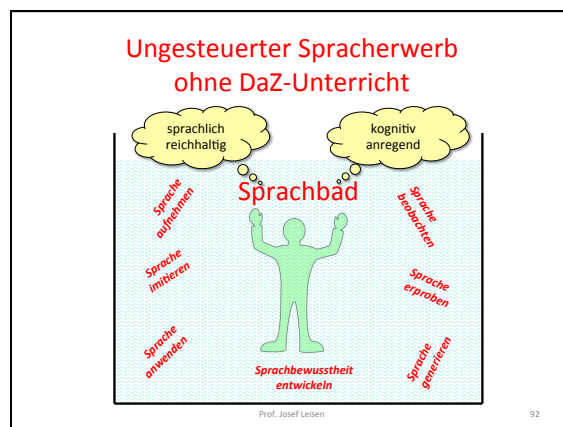 Ungesteuerter Spracherwerb
ohne DaZ-Unterricht
sprachlich
reichhaltig
kognitiv
anregend
Sprachbad
Sprache
aufnehmen
Sprache
beobachten
Sprache
imitieren
Sprache
erproben
Sprache
anwenden
Sprache
generieren
Sprachbewusstheit
entwickeln
Prof. Josef Leisen
92